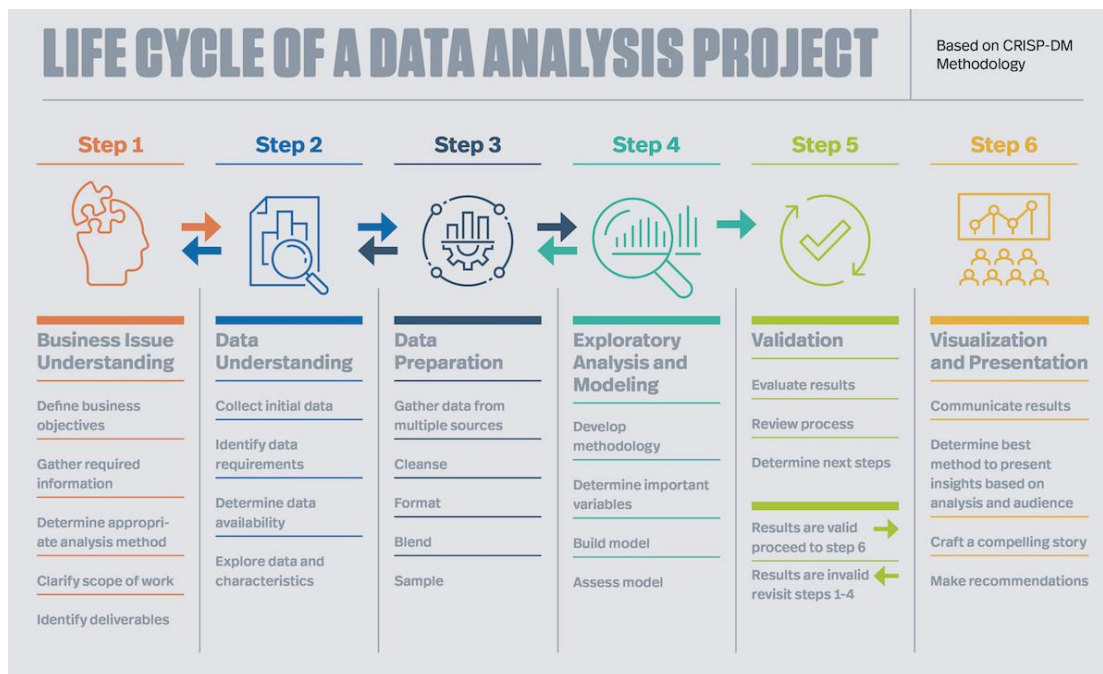 LIFE CYCLE OF A DATA ANALYSIS PROJECT
Based on CRISP-DM
Methodology
Step 1
Step 2
Step 3
Step 4
Step 5
Step 6
Business Issue
Understanding
Define business
objectives
Gather required
information
Determine appropri-
ate analysis method
Clarify scope of work
Identify deliverables
Data
Understanding
Collect initial data
Identify data
requirements
Determine data
availability
Explore data and
characteristics
Data
Preparation
Gather data from
multiple sources
Cleanse
Format
Blend
Sample
Exploratory
Analysis and
Modeling
Develop
methodology
Determine important
variables
Build model
Assess model
Validation
Evaluate results
Review process
Determine next steps
Results are valid
proceed to step 6
Results are invalid
revisit steps 1-4
Visualization
and Presentation
Communicate results
Determine best
method to present
insights based on
analysis and audience
Craft a compelling story
Make recommendations